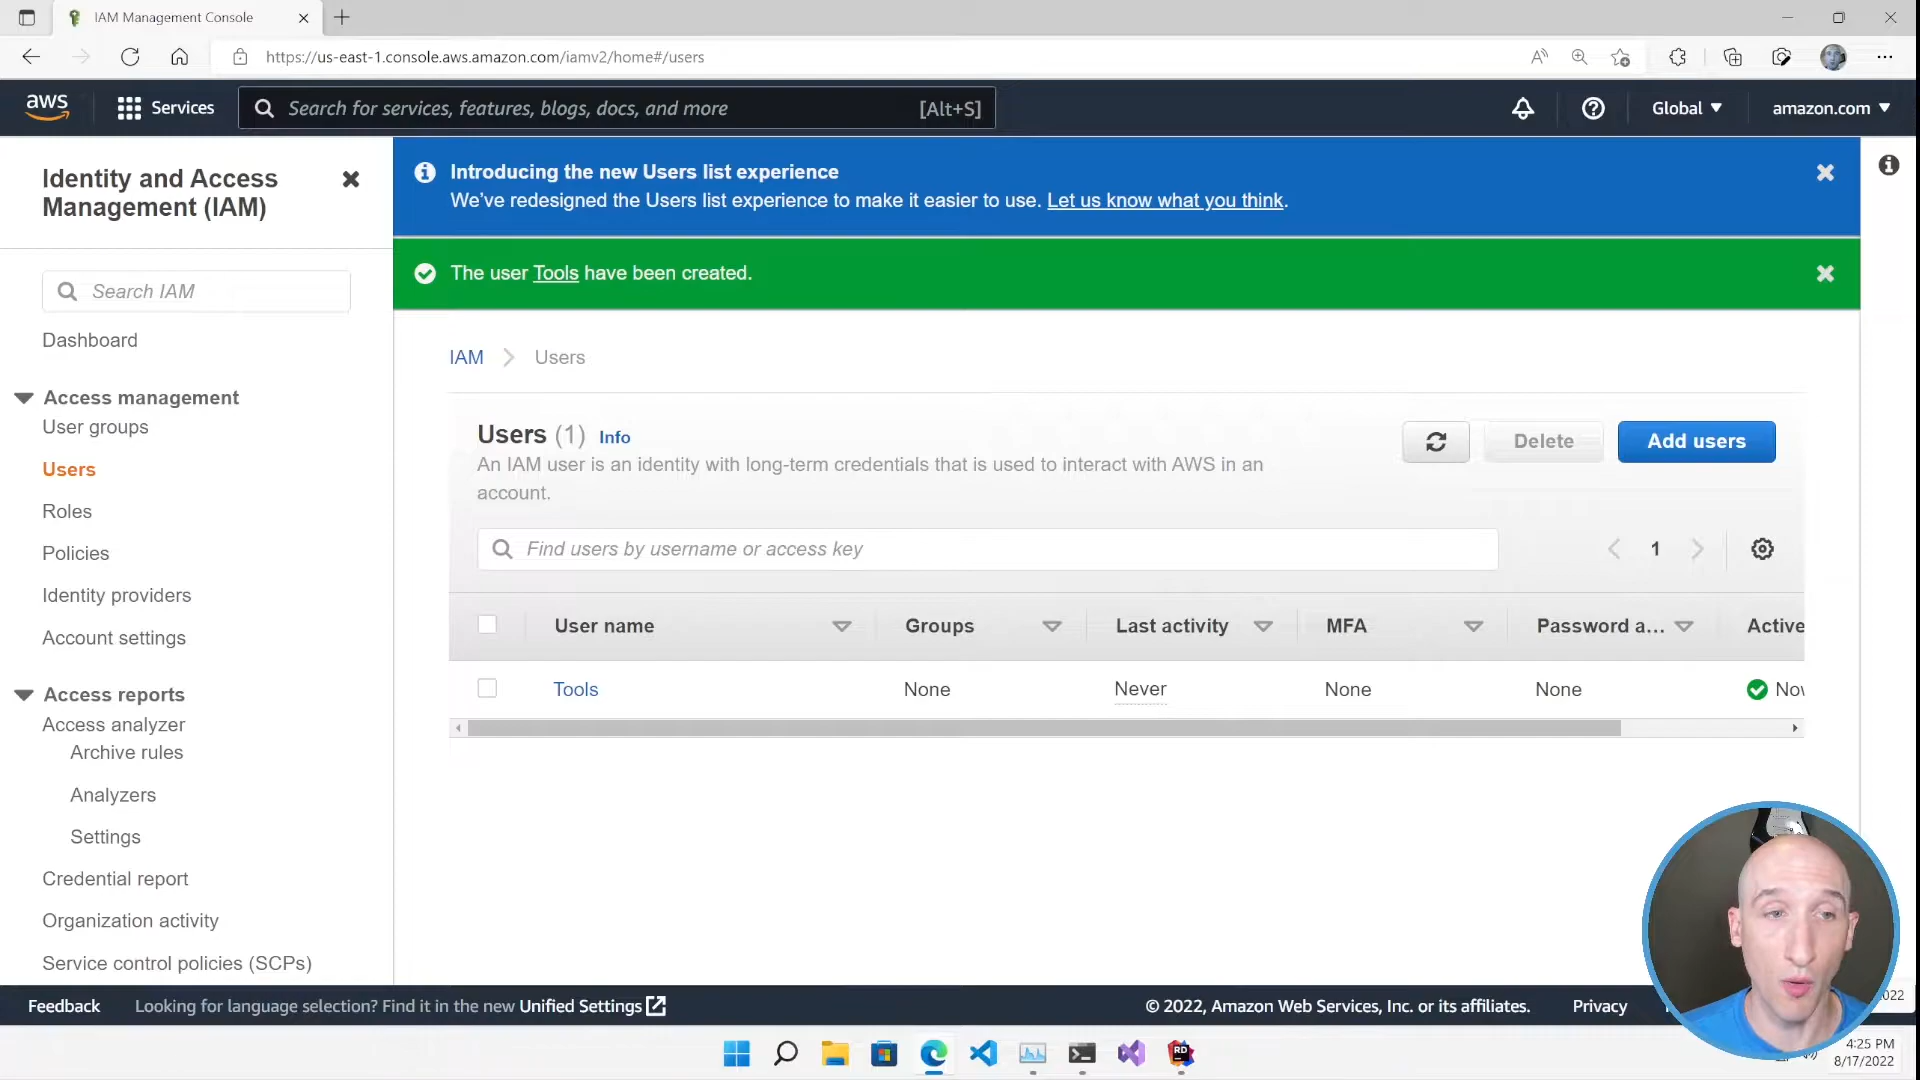 IAM Management Console
https://us-east-1.console.aws.amazon.com/iamv2/home#/users
aws
Services
Search for services, features, blogs, docs, and more
[Alt+S]
Global
amazon.com
Identity and Access
Management (IAM)
Search IAM
Dashboard
Access management
User groups
Users
Roles
Policies
Identity providers
Account settings
Access reports
Access analyzer
Archive rules
Analyzers
Settings
Credential report
Organization activity
Service control policies (SCPs)
Introducing the new Users list experience
We've redesigned the Users list experience to make it easier to use. Let us know what you think.
The user Tools have been created.
IAM > Users
Users (1) Info
An IAM user is an identity with long-term credentials that is used to interact with AWS in an
account.
Delete
Add users
Find users by username or access key
1
User name Groups Last activity MFA Password a... Active
Tools None Never None None
Feedback
Looking for language selection? Find it in the new Unified Settings
© 2022, Amazon Web Services, Inc. or its affiliates.
Privacy
RD
4:25 PM
8/17/2022